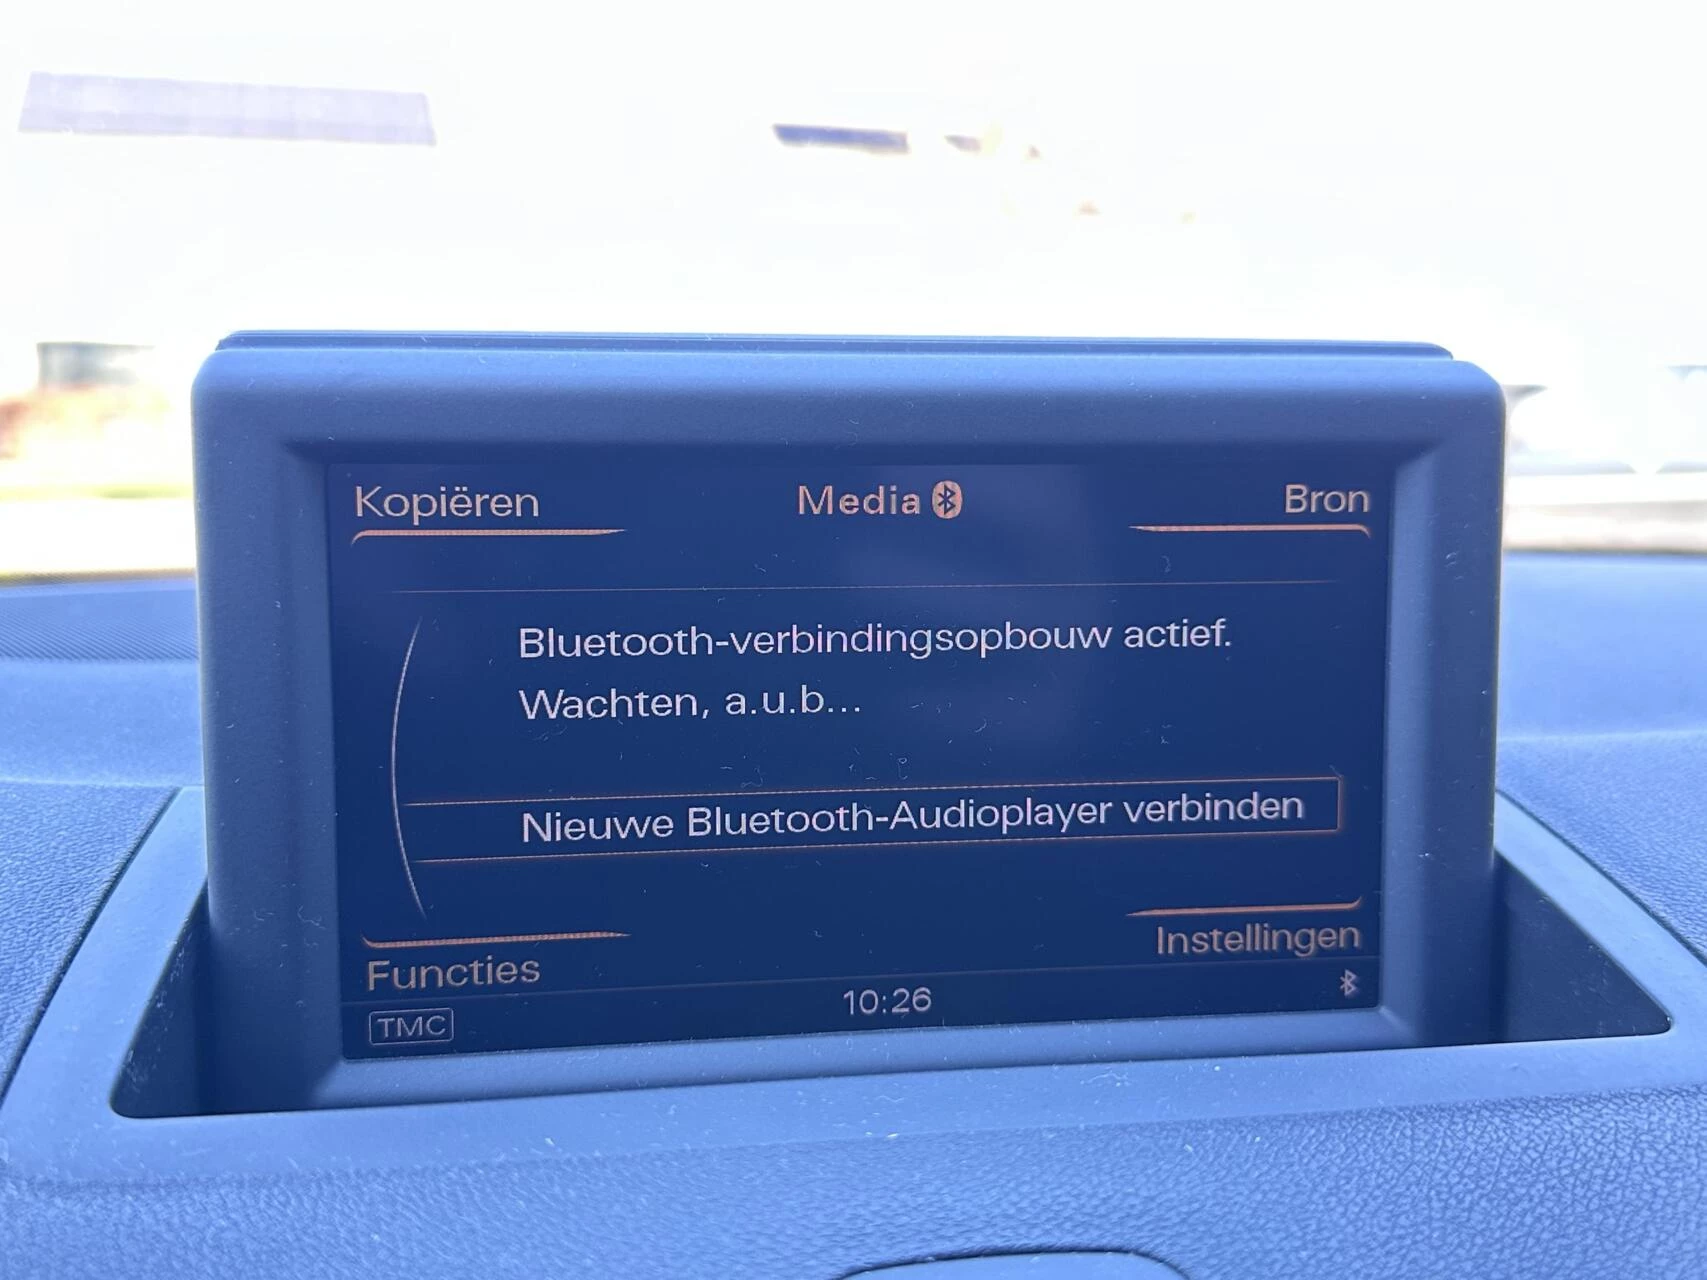 Kopiëren
Media
Bron
Bluetooth-verbindingsopbouw actief.
Wachten, a.u.b...
Nieuwe Bluetooth-Audioplayer verbinden
Functies
Instellingen
TMC
10:26